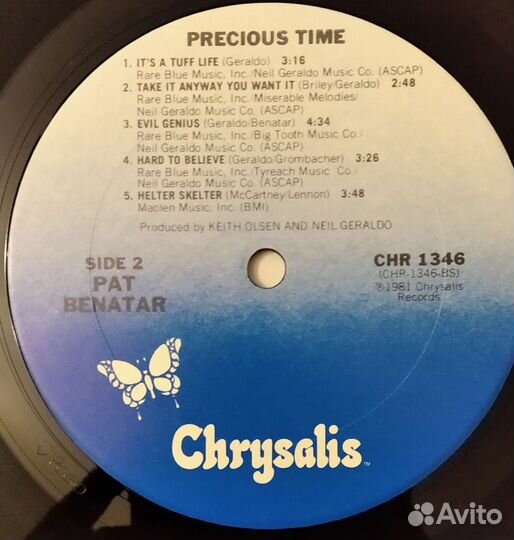 PRECIOUS TIME
1. IT'S A TUFF LIFE (Geraldo) 3:16
Rare Blue Music, Inc./Neil Geraldo Music Co. (ASCAP)
2. TAKE IT ANYWAY YOU WANT IT (Briley/Geraldo) 2:48
Rare Blue Music, Inc./Miserable Melodies/
Neil Geraldo Music Co. (ASCAP)
3. EVIL GENIUS (Geraldo/Benatar) 4:34
Rare Blue Music, Inc./Big Tooth Music Co./
Neil Geraldo Music Co. (ASCAP)
4. HARD TO BELIEVE (Geraldo/Grombacher) 3:26
Rare Blue Music, Inc./Tyreach Music Co./
Neil Geraldo Music Co. (ASCAP)
5. HELTER SKELTER (McCartney/Lennon) 3:48
Maclen Music, Inc. (BMI)
Produced by KEITH OLSEN AND NEIL GERALDO
SIDE 2
PAT
BENATAR
CHR 1346
(CHR-1346-BS)
℗1981 Chrysalis
Records
Chrysalis™
Avito